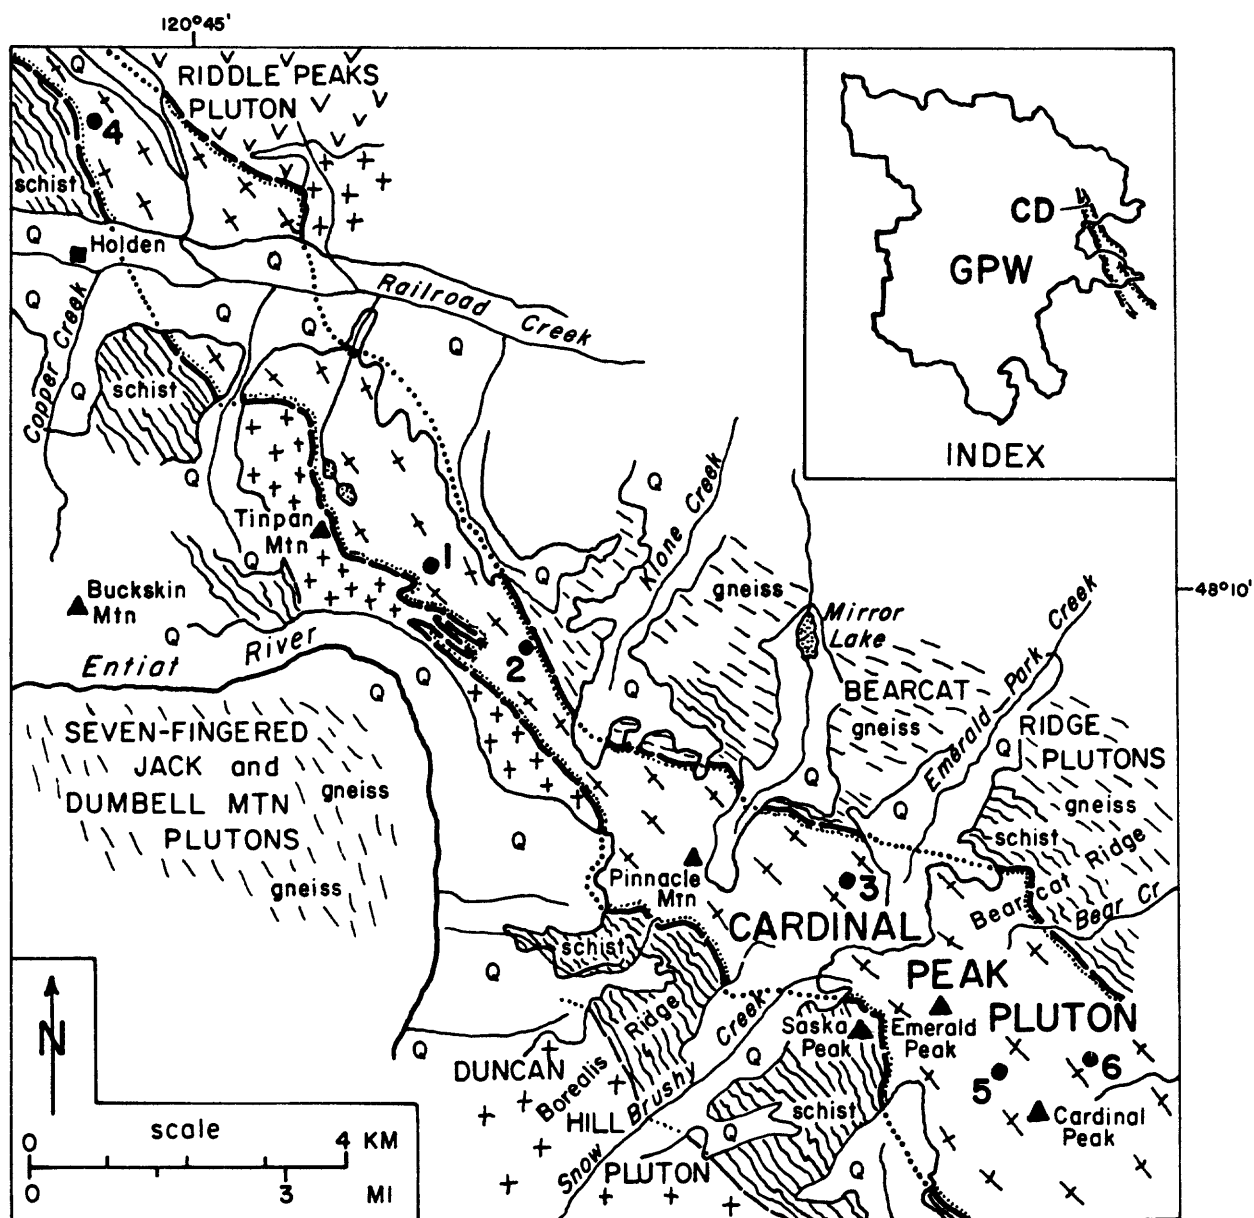 120°45'
Q
RIDDLE PEAKS
PLUTON
4
schist
Q
Holden
Q
Railroad Creek
Q
Q
Q
Q
Copper Creek
Q
schist
CD
GPW
INDEX
Q
Q
Klone Creek
Tinpan
Mtn
1
Q
Q
gneiss
48°10'
Buckskin
Mtn
Mirror
Lake
Q
Entiat River
2
Q
Q
Q
BEARCAT
gneiss
Emerald Park Creek
RIDGE
PLUTONS
Q
gneiss
SEVEN-FINGERED
JACK and
DUMBELL MTN
PLUTONS
gneiss
gneiss
Q
Q
Q
schist
Bearcat Ridge
Bear Cr
Pinnacle
Mtn
3
CARDINAL
PEAK
PLUTON
schist
Q
Ridge
Borealis
Snow Brushy Creek
Saska
Peak
Emerald
Peak
N
Q
DUNCAN
HILL
PLUTON
Q
schist
Q
Q
5
6
Cardinal
Peak
scale
0 4 KM
0 3 MI